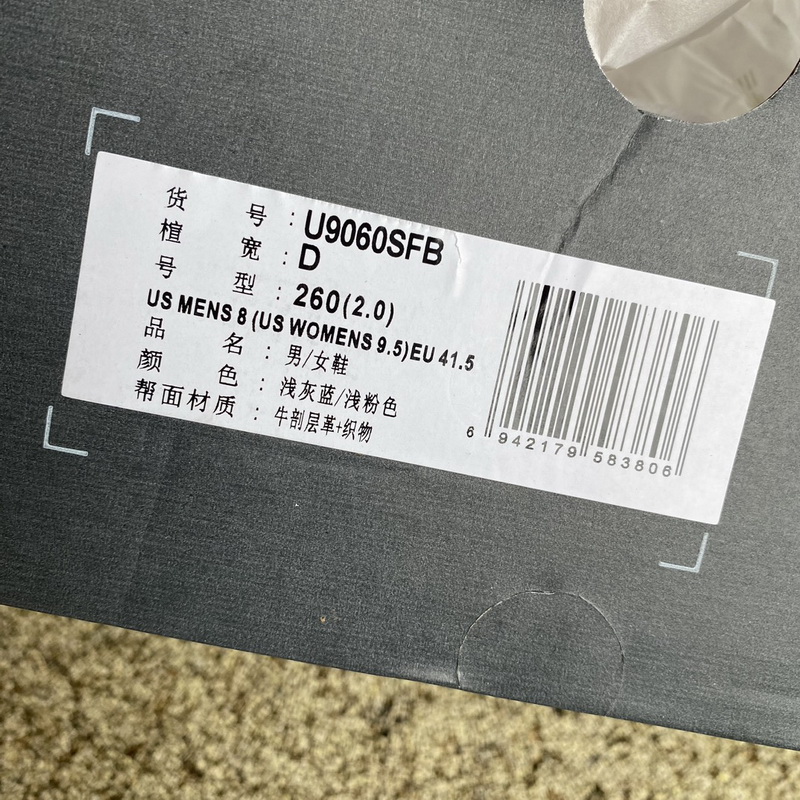 货 号：U9060SFB
楦 宽：D
号 型：260(2.0)
US MENS 8 (US WOMENS 9.5)EU 41.5
品 名：男/女鞋
颜 色：浅灰蓝/浅粉色
帮面材质：牛剖层革+织物
6 942179 583806